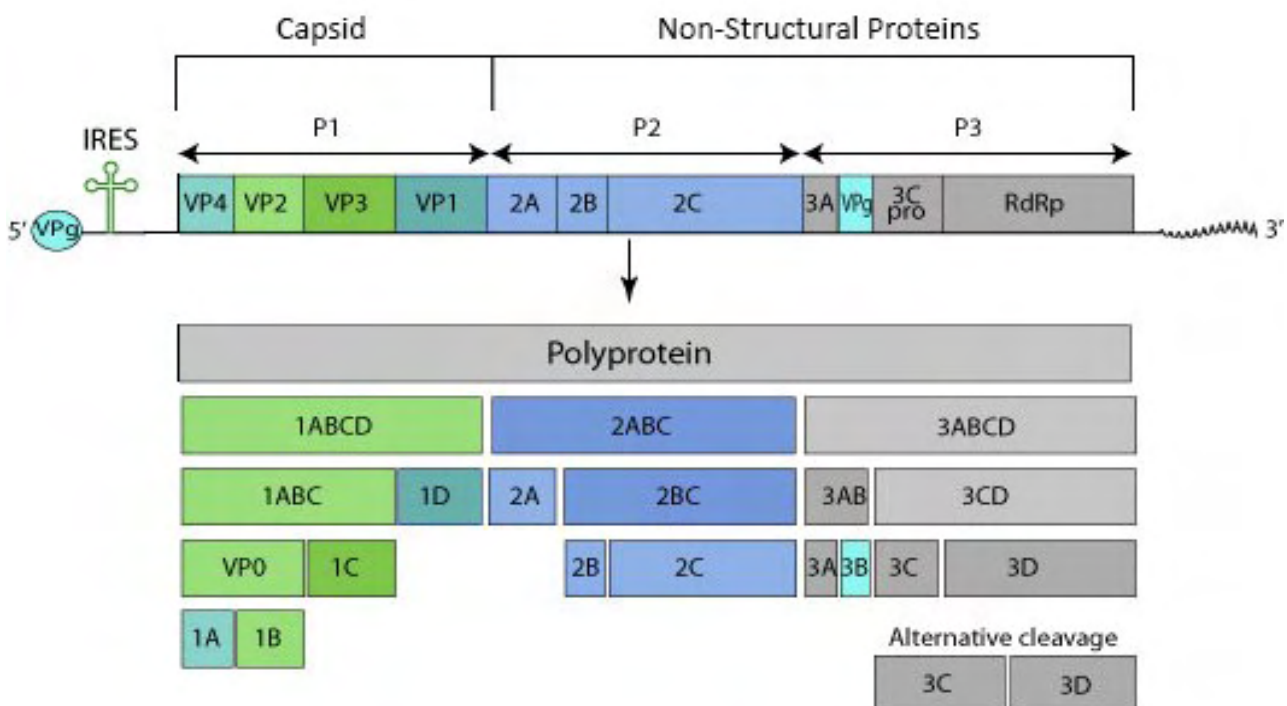 Capsid Non-Structural Proteins
P1 P2 P3
IRES
VP4 VP2 VP3 VP1 2A 2B 2C 3A VPg 3C pro RdRp
5′ VPg 3′
Polyprotein
1ABCD 2ABC 3ABCD
1ABC 1D 2A 2BC 3AB 3CD
VP0 1C 2B 2C 3A 3B 3C 3D
1A 1B
Alternative cleavage
3C 3D